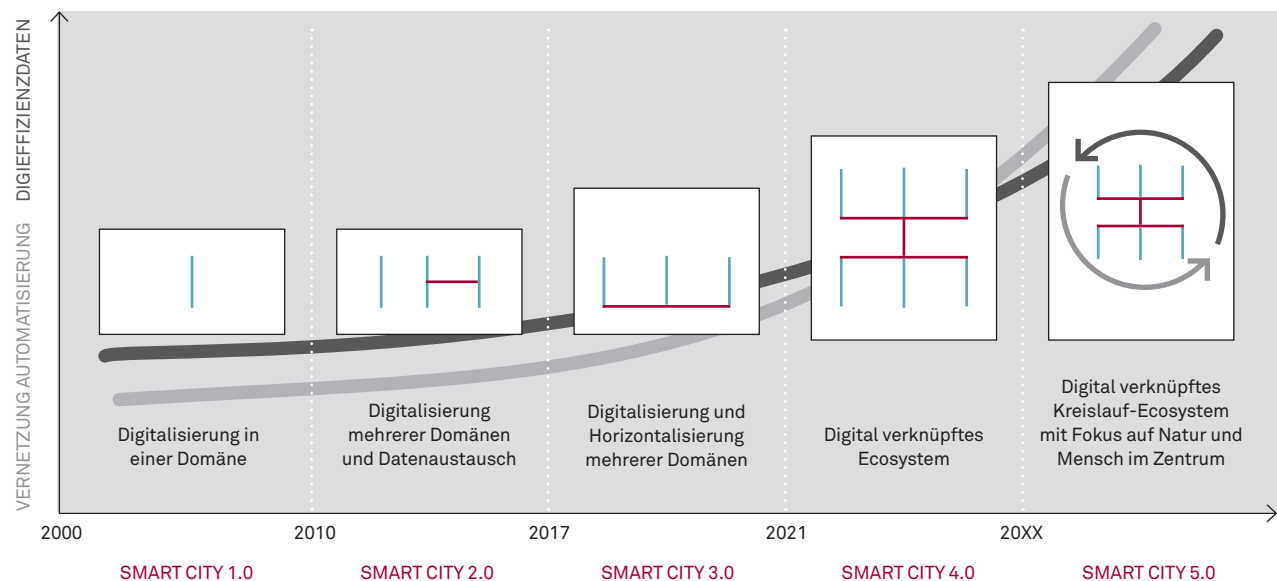 DIGIEFFIZIENZDATEN
VERNETZUNG AUTOMATISIERUNG
Digitalisierung in
einer Domäne
Digitalisierung
mehrerer Domänen
und Datenaustausch
Digitalisierung und
Horizontalisierung
mehrerer Domänen
Digital verknüpftes
Ecosystem
Digital verknüpftes
Kreislauf-Ecosystem
mit Fokus auf Natur und
Mensch im Zentrum
2000
2010
2017
2021
20XX
SMART CITY 1.0
SMART CITY 2.0
SMART CITY 3.0
SMART CITY 4.0
SMART CITY 5.0